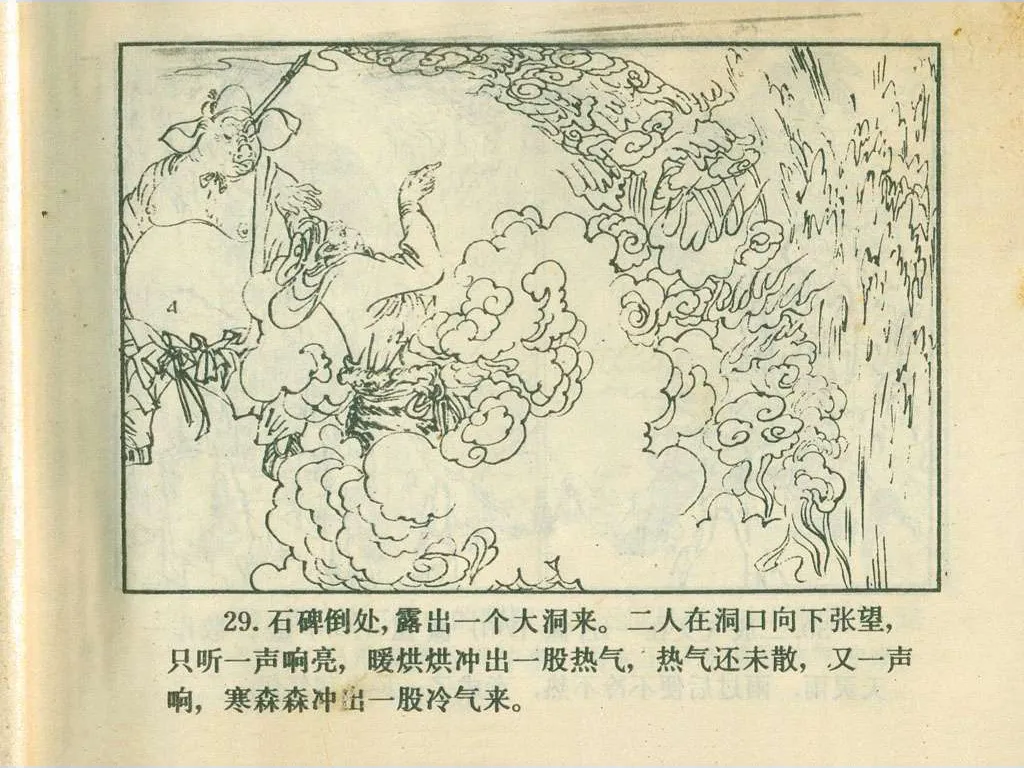 29. 石碑倒处,露出一个大洞来。二人在洞口向下张望,
只听一声响亮, 暖烘烘冲出一股热气, 热气还未散, 又一声
响, 寒森森冲出一股冷气来。